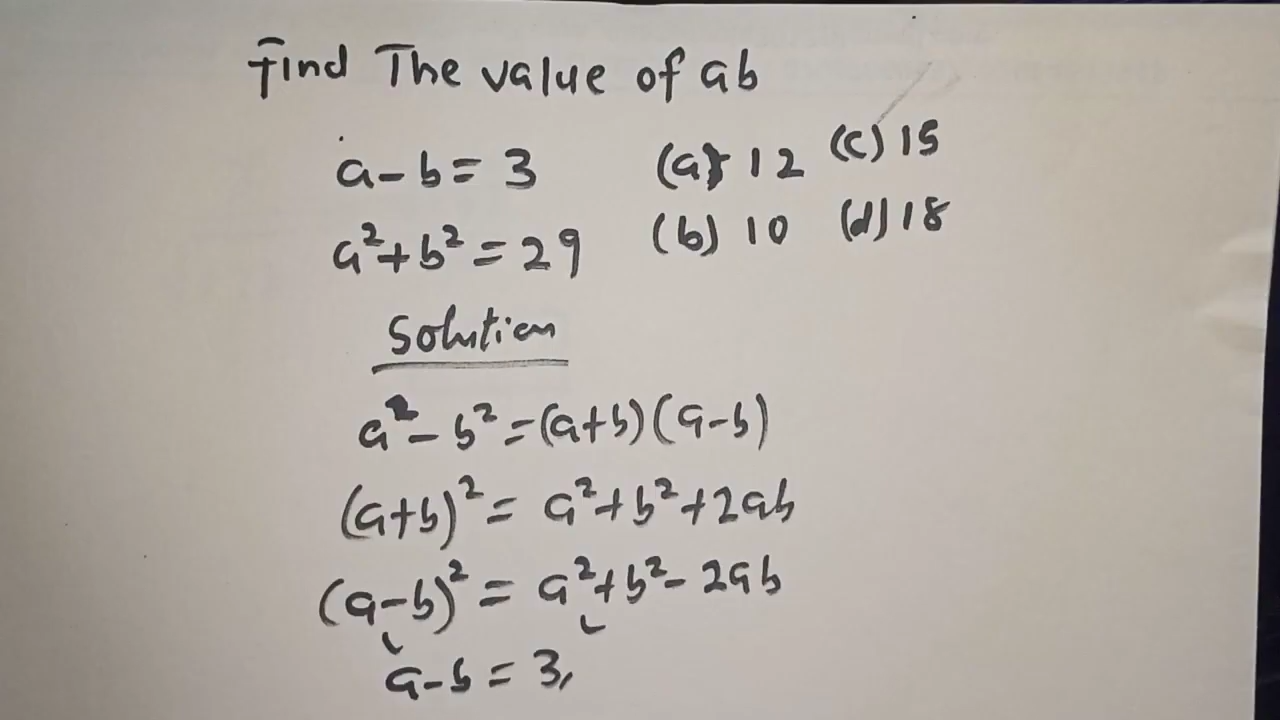 Find The value of ab
a-b=3 (a) 12 (c) 15
a²+b²=29 (b) 10 (d) 18
Solution
a²-b²=(a+b)(a-b)
(a+b)²= a²+b²+2ab
(a-b)²= a²+b²-2ab
a-b=3,